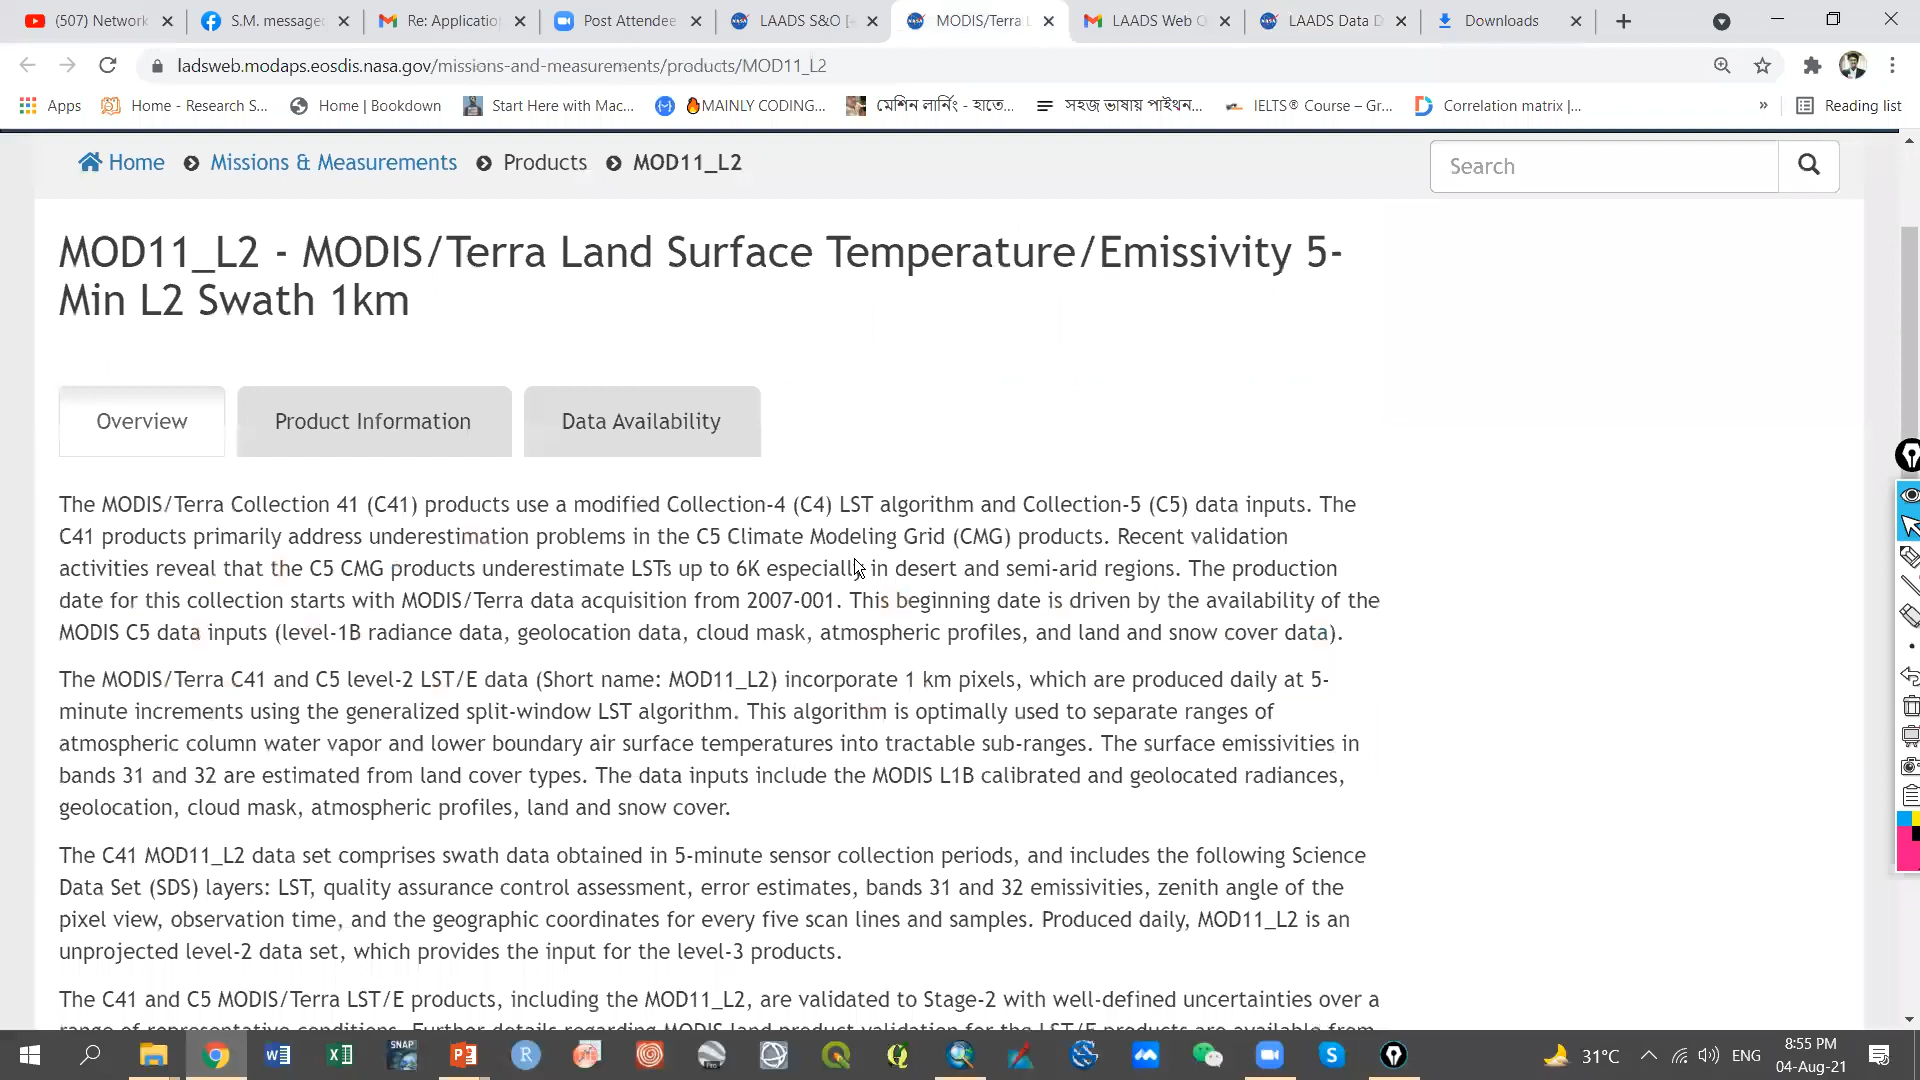 (507) Network
S.M. message
Re: Applicatio
Post Attendee
LAADS S&O [
MODIS/Terra L
LAADS Web O
LAADS Data D
Downloads
ladsweb.modaps.eosdis.nasa.gov/missions-and-measurements/products/MOD11_L2
Apps
Home - Research S...
Home | Bookdown
Start Here with Mac...
MAINLY CODING...
মেশিন লার্নিং - হাতে...
সহজ ভাষায় পাইথন...
IELTS® Course – Gr...
Correlation matrix |...
»
Reading list
Home Missions & Measurements Products MOD11_L2
Search
MOD11_L2 - MODIS/Terra Land Surface Temperature/Emissivity 5-
Min L2 Swath 1km
Overview
Product Information
Data Availability
The MODIS/Terra Collection 41 (C41) products use a modified Collection-4 (C4) LST algorithm and Collection-5 (C5) data inputs. The
C41 products primarily address underestimation problems in the C5 Climate Modeling Grid (CMG) products. Recent validation
activities reveal that the C5 CMG products underestimate LSTs up to 6K especially in desert and semi-arid regions. The production
date for this collection starts with MODIS/Terra data acquisition from 2007-001. This beginning date is driven by the availability of the
MODIS C5 data inputs (level-1B radiance data, geolocation data, cloud mask, atmospheric profiles, and land and snow cover data).
The MODIS/Terra C41 and C5 level-2 LST/E data (Short name: MOD11_L2) incorporate 1 km pixels, which are produced daily at 5-
minute increments using the generalized split-window LST algorithm. This algorithm is optimally used to separate ranges of
atmospheric column water vapor and lower boundary air surface temperatures into tractable sub-ranges. The surface emissivities in
bands 31 and 32 are estimated from land cover types. The data inputs include the MODIS L1B calibrated and geolocated radiances,
geolocation, cloud mask, atmospheric profiles, land and snow cover.
The C41 MOD11_L2 data set comprises swath data obtained in 5-minute sensor collection periods, and includes the following Science
Data Set (SDS) layers: LST, quality assurance control assessment, error estimates, bands 31 and 32 emissivities, zenith angle of the
pixel view, observation time, and the geographic coordinates for every five scan lines and samples. Produced daily, MOD11_L2 is an
unprojected level-2 data set, which provides the input for the level-3 products.
The C41 and C5 MODIS/Terra LST/E products, including the MOD11_L2, are validated to Stage-2 with well-defined uncertainties over a
range of representative conditions. Further details regarding MODIS land product validation for the LST/E products are available from
SNAP
31°C
ENG
8:55 PM
04-Aug-21